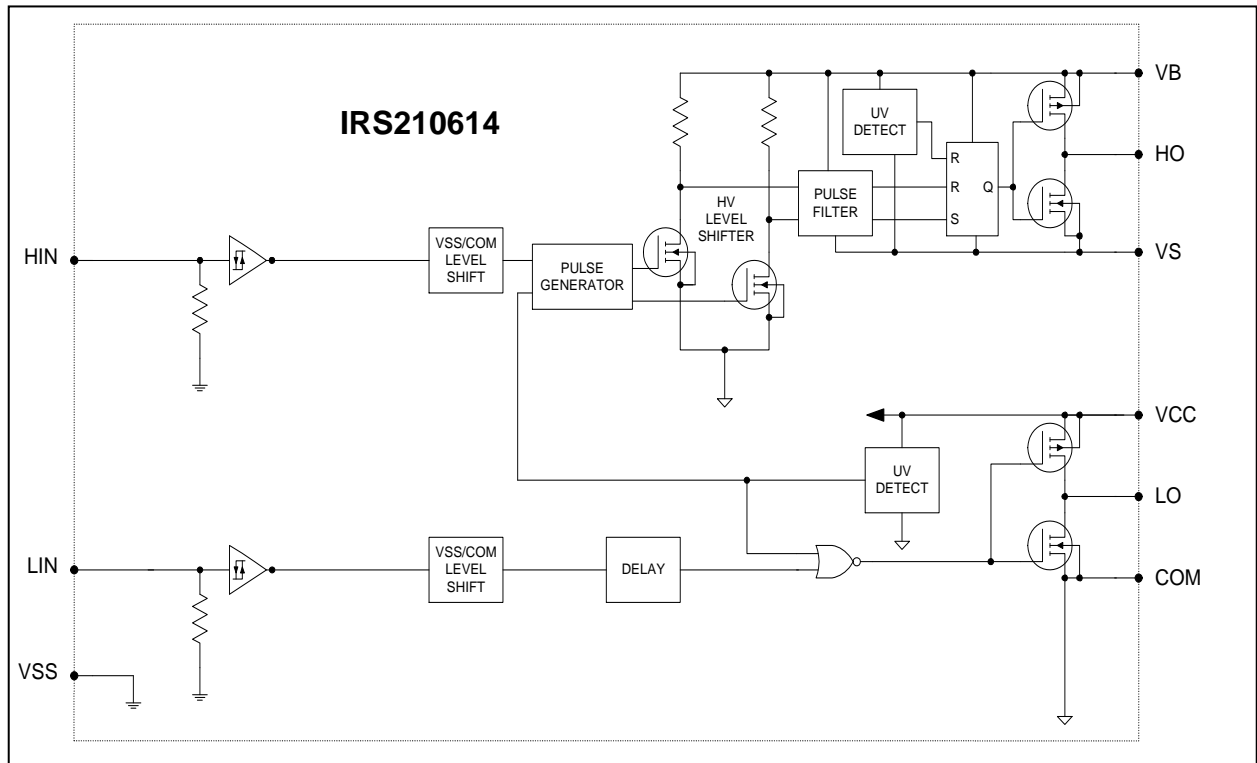 IRS210614
VB
UV
DETECT
HO
R
R
Q
S
PULSE
FILTER
HV
LEVEL
SHIFTER
VS
HIN
VSS/COM
LEVEL
SHIFT
PULSE
GENERATOR
VCC
UV
DETECT
LO
LIN
VSS/COM
LEVEL
SHIFT
DELAY
COM
VSS